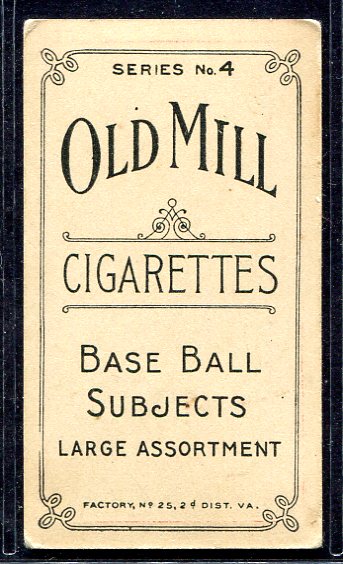 SERIES No. 4
OLD MILL
CIGARETTES
BASE BALL
SUBJECTS
LARGE ASSORTMENT
FACTORY, Nº 25, 2d DIST. VA.